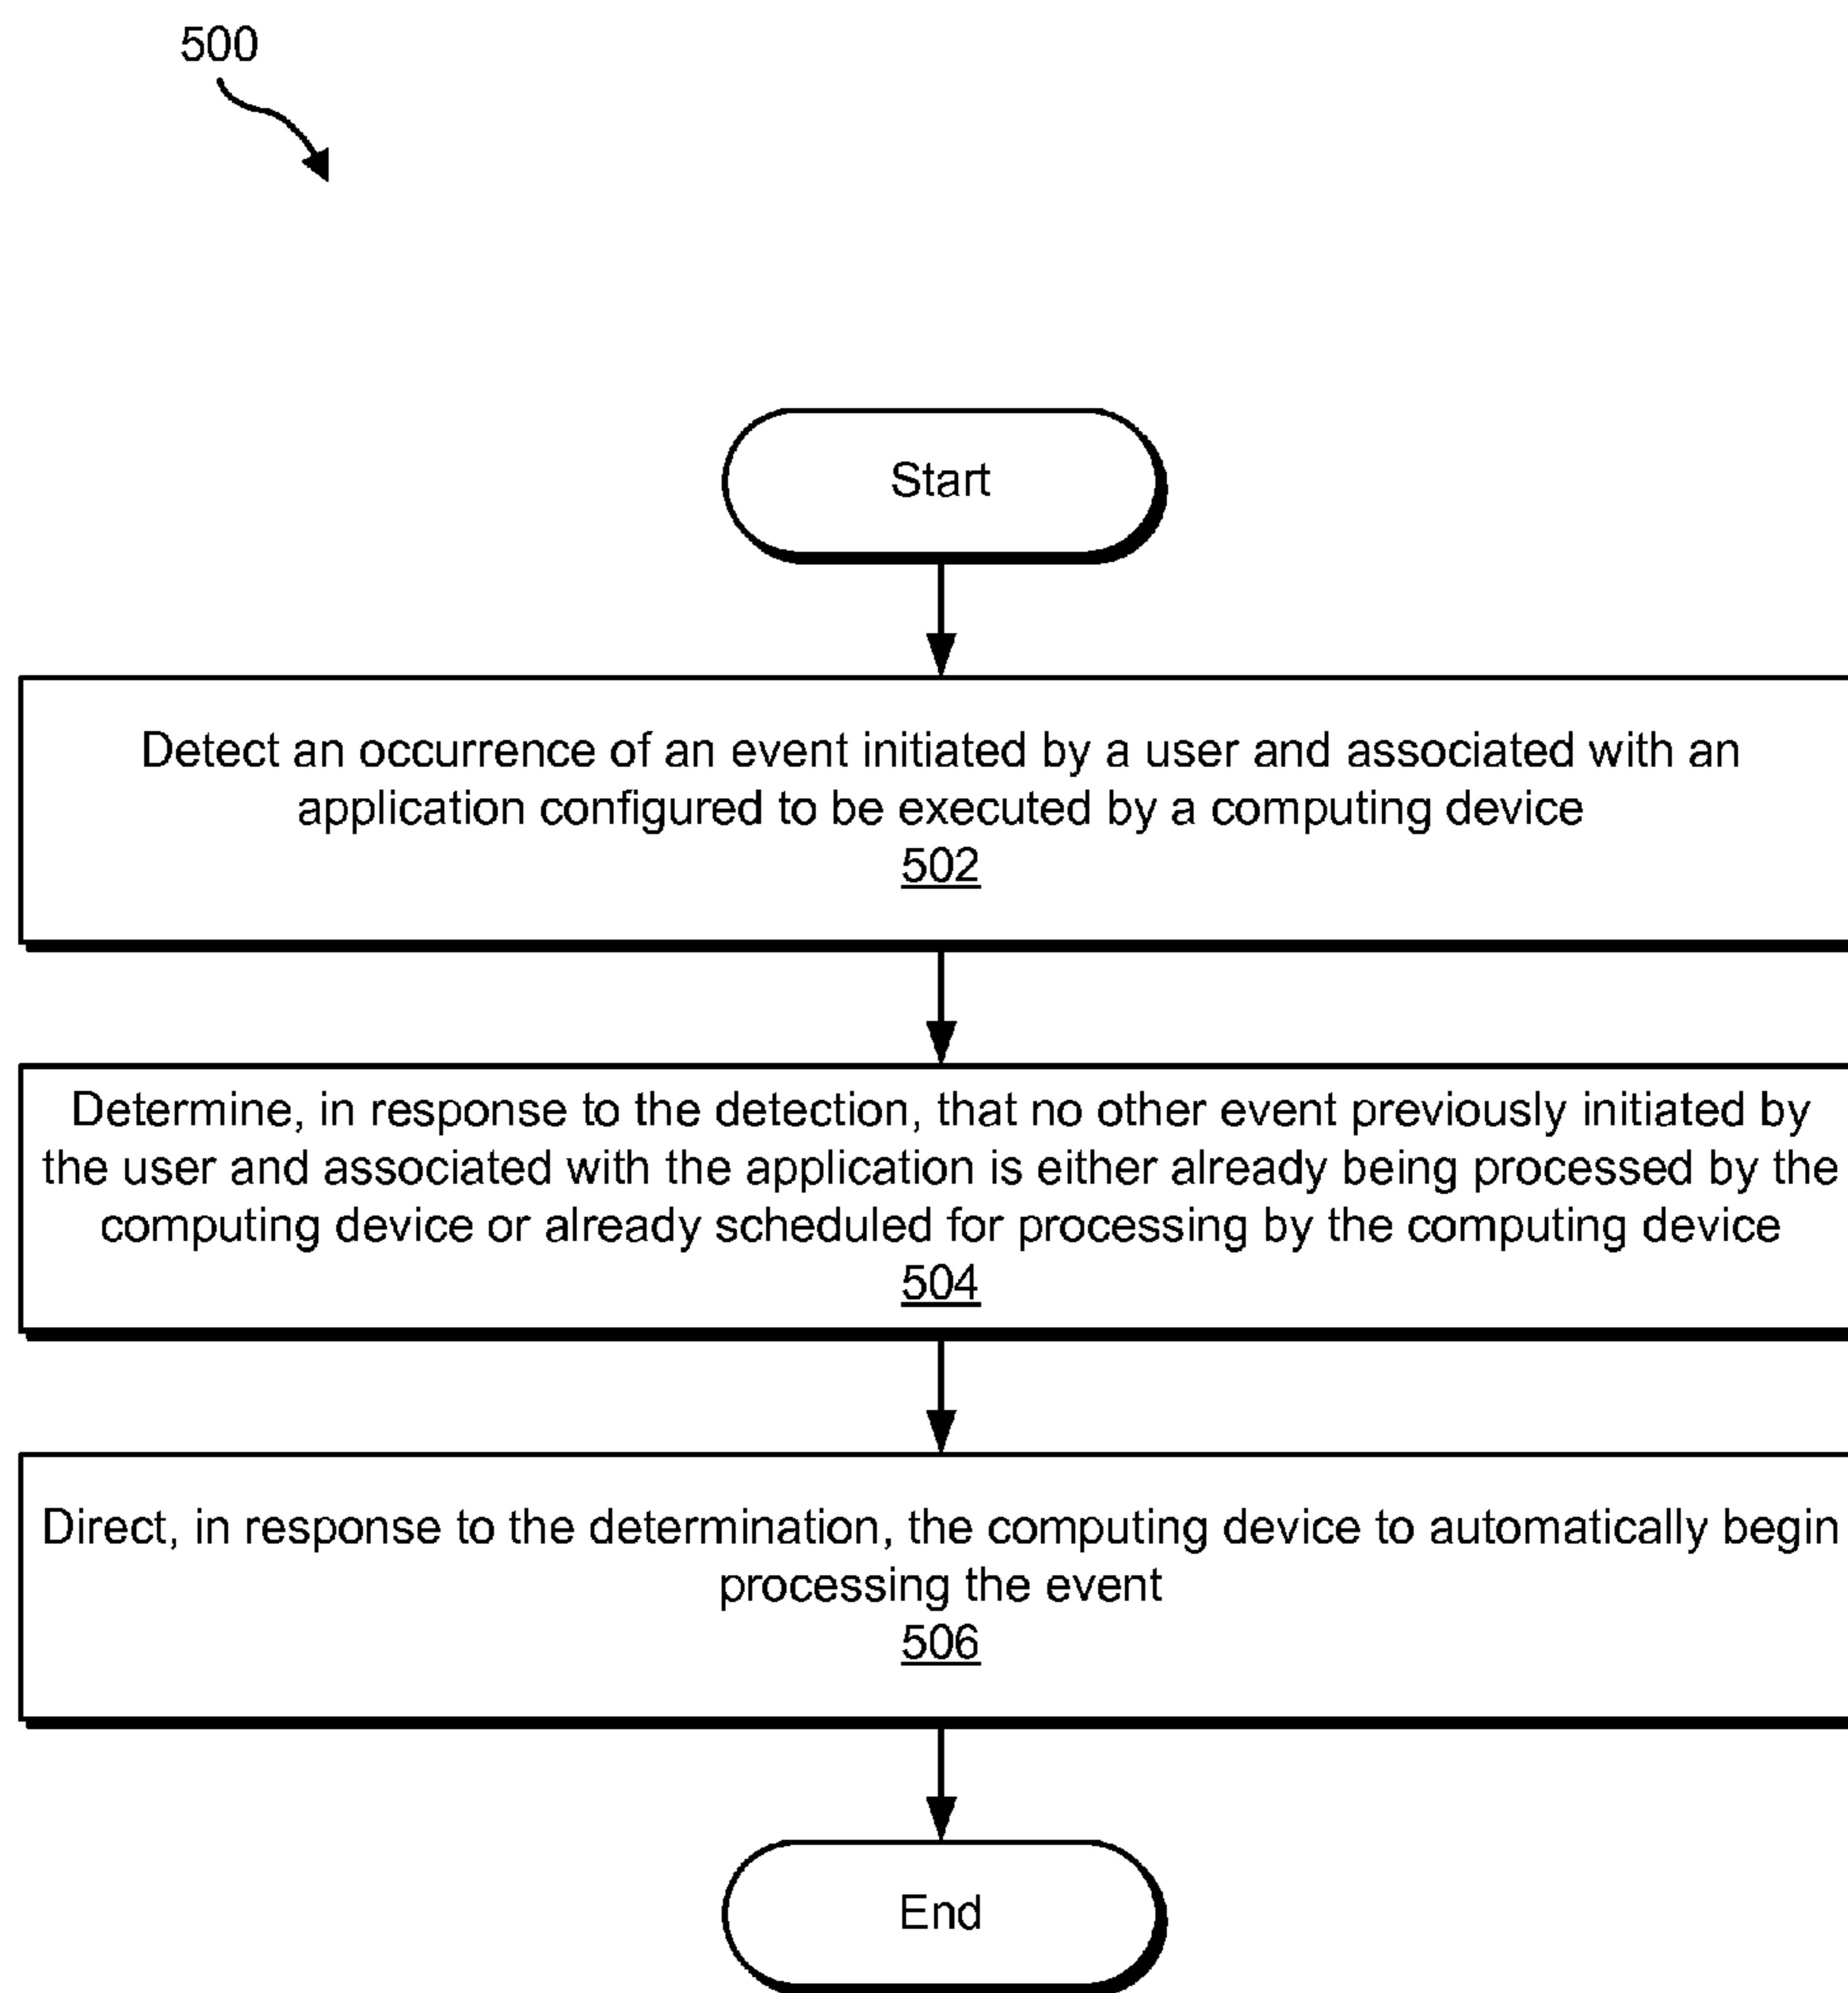 500
Start
Detect an occurrence of an event initiated by a user and associated with an
application configured to be executed by a computing device
502
Determine, in response to the detection, that no other event previously initiated by
the user and associated with the application is either already being processed by the
computing device or already scheduled for processing by the computing device
504
Direct, in response to the determination, the computing device to automatically begin
processing the event
506
End